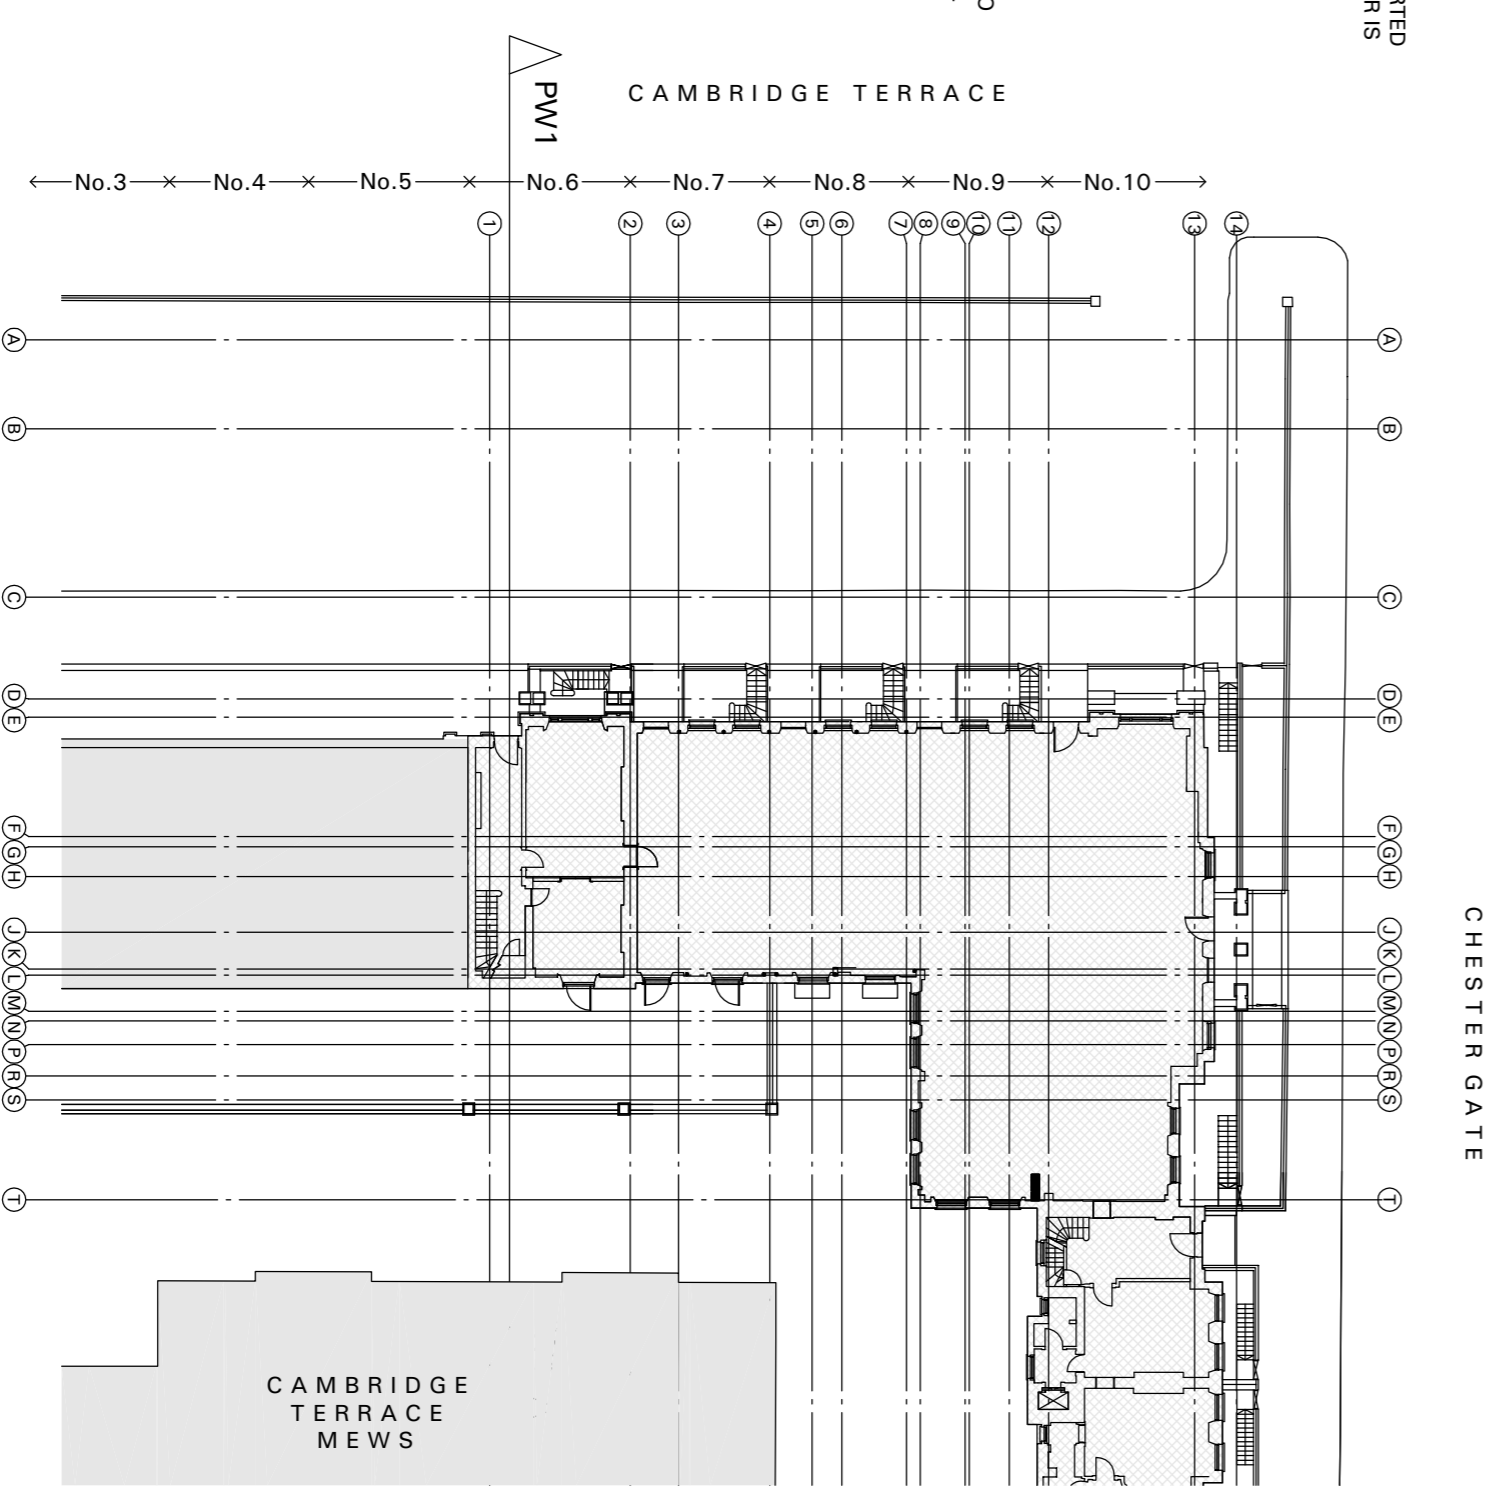 RTED
RIS
CAMBRIDGE TERRACE
PW1
No.3 No.4 No.5 No.6 No.7 No.8 No.9 No.10
1 2 3 4 5 6 7 8 9 10 11 12 13 14
A A
B B
C C
D D
E E
F F
G G
H H
J J
K K
L L
M M
N N
P P
R R
S S
T T
CHESTER GATE
CAMBRIDGE
TERRACE
MEWS